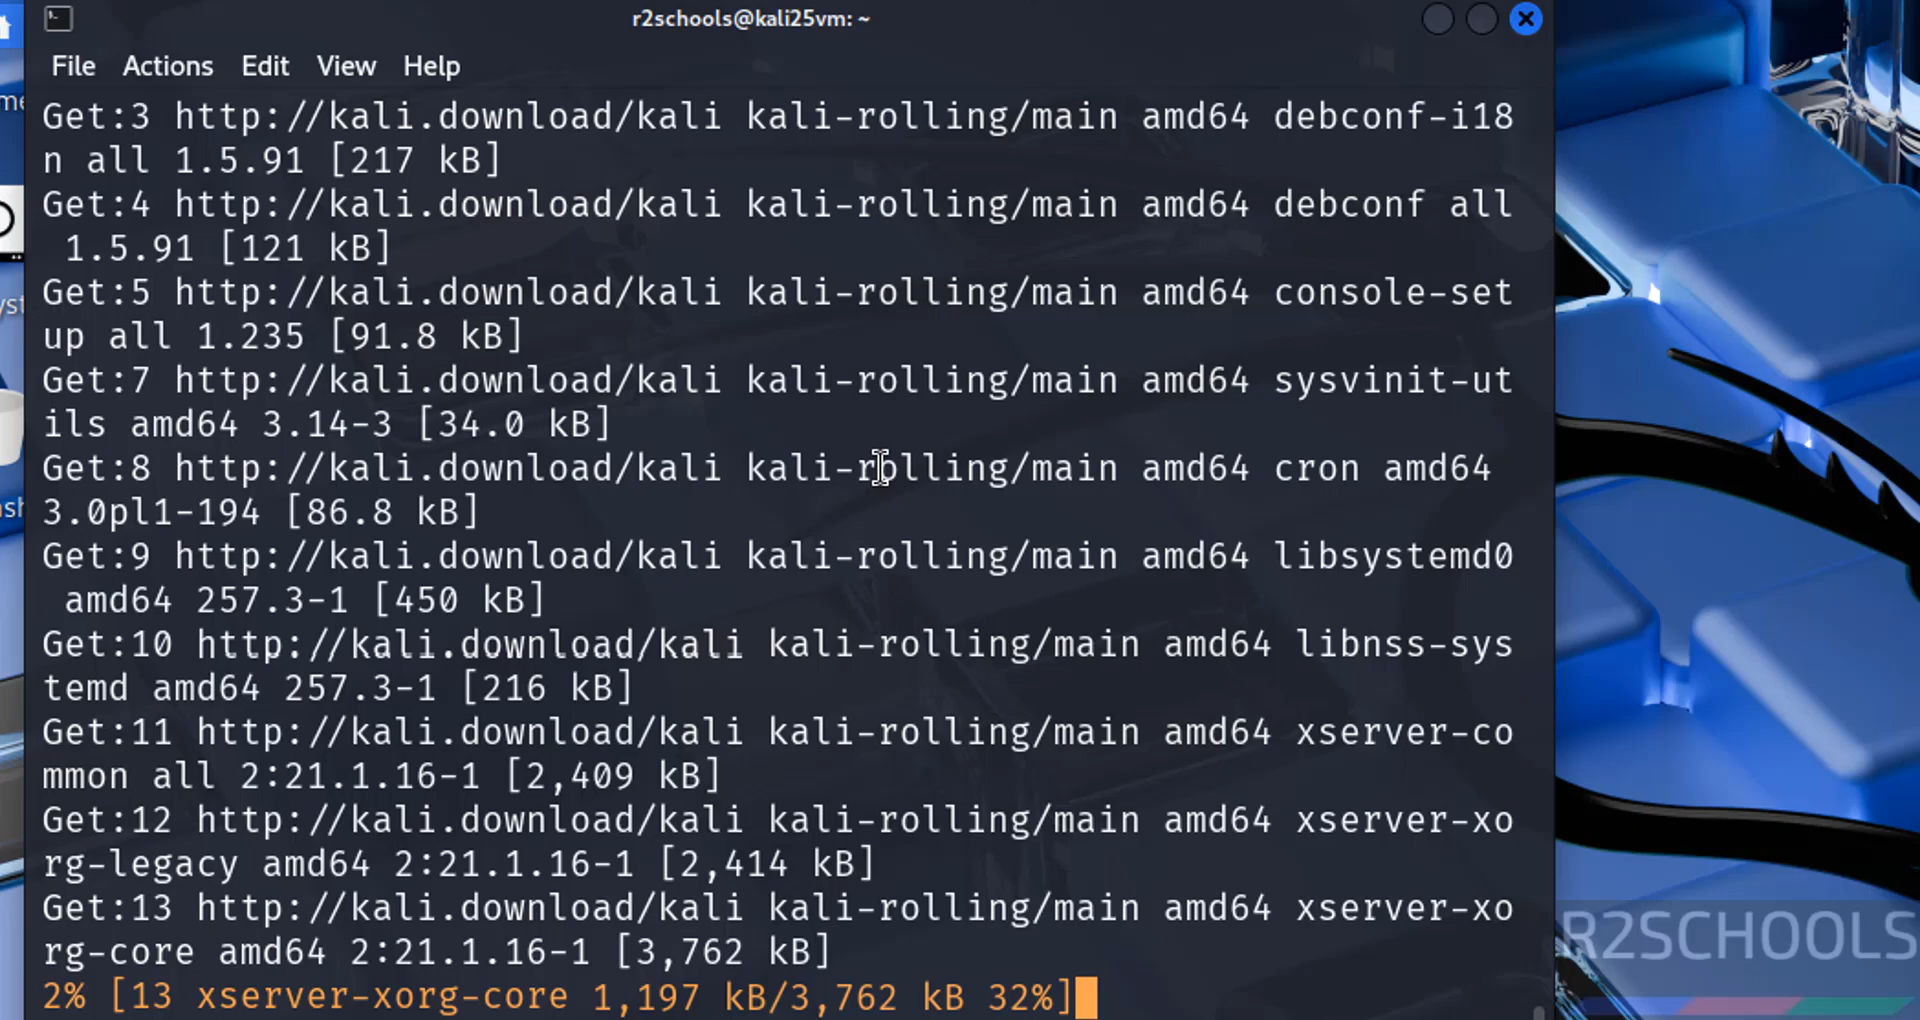 r2schools@kali25vm: ~
File Actions Edit View Help
Get:3 http://kali.download/kali kali-rolling/main amd64 debconf-i18
n all 1.5.91 [217 kB]
Get:4 http://kali.download/kali kali-rolling/main amd64 debconf all
 1.5.91 [121 kB]
Get:5 http://kali.download/kali kali-rolling/main amd64 console-set
up all 1.235 [91.8 kB]
Get:7 http://kali.download/kali kali-rolling/main amd64 sysvinit-ut
ils amd64 3.14-3 [34.0 kB]
Get:8 http://kali.download/kali kali-rolling/main amd64 cron amd64
3.0pl1-194 [86.8 kB]
Get:9 http://kali.download/kali kali-rolling/main amd64 libsystemd0
 amd64 257.3-1 [450 kB]
Get:10 http://kali.download/kali kali-rolling/main amd64 libnss-sys
temd amd64 257.3-1 [216 kB]
Get:11 http://kali.download/kali kali-rolling/main amd64 xserver-co
mmon all 2:21.1.16-1 [2,409 kB]
Get:12 http://kali.download/kali kali-rolling/main amd64 xserver-xo
rg-legacy amd64 2:21.1.16-1 [2,414 kB]
Get:13 http://kali.download/kali kali-rolling/main amd64 xserver-xo
rg-core amd64 2:21.1.16-1 [3,762 kB]
2% [13 xserver-xorg-core 1,197 kB/3,762 kB 32%]
R2SCHOOLS